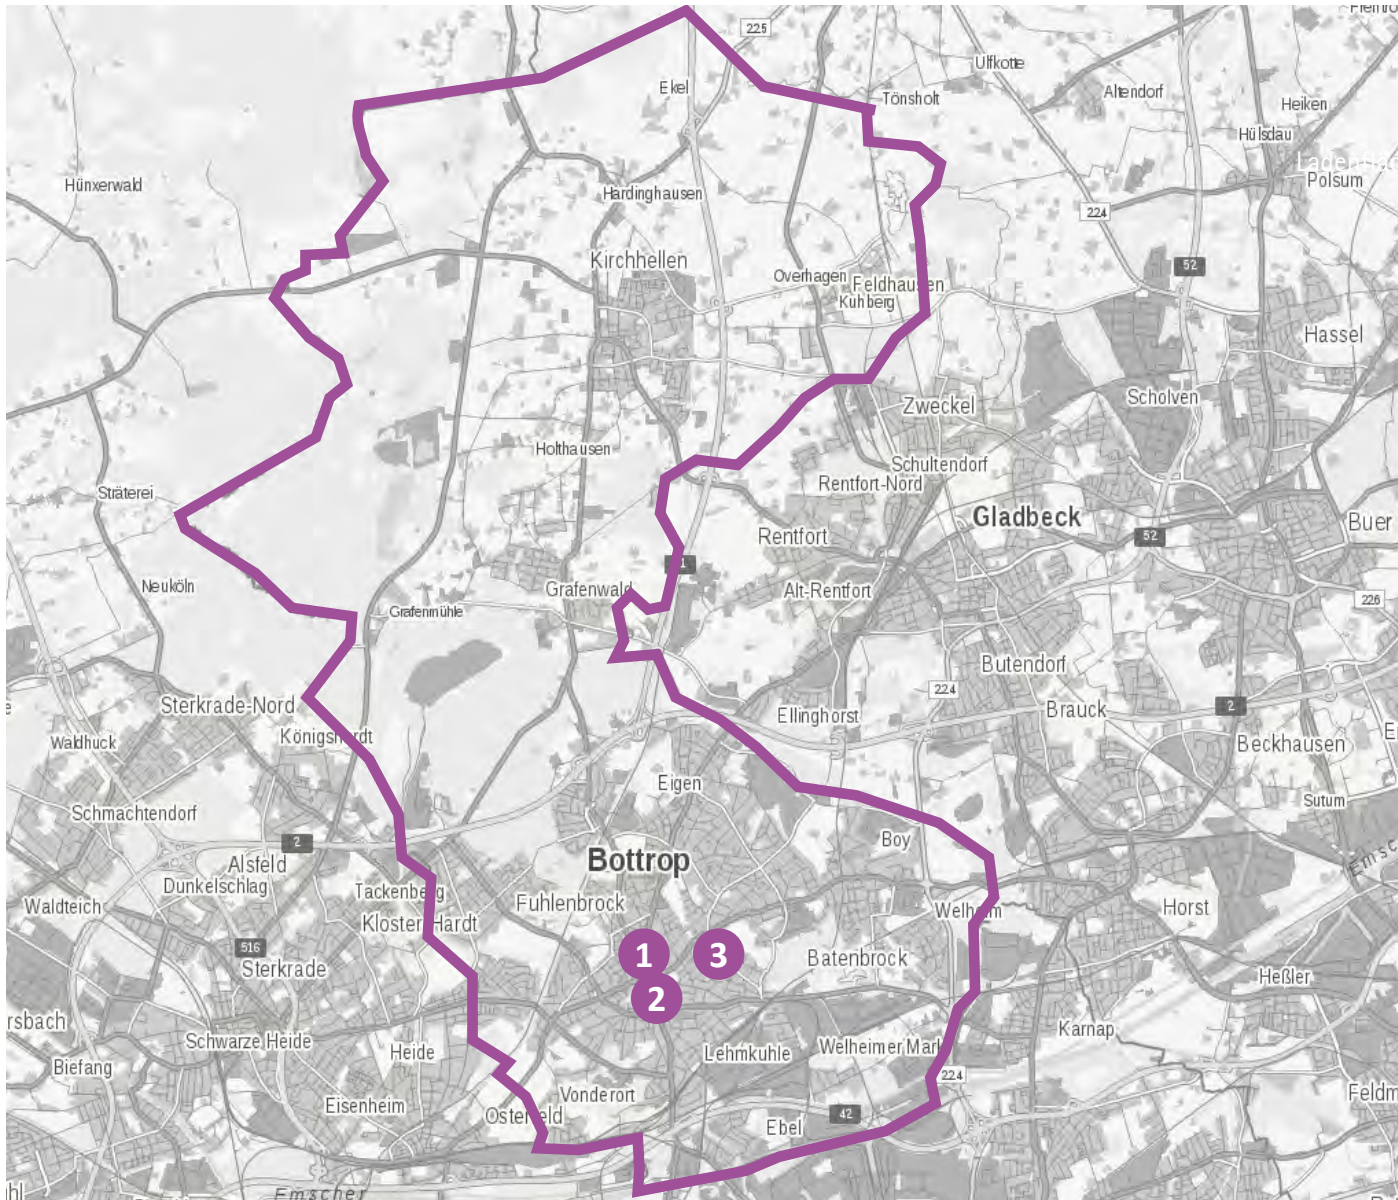 225
Ulfkotte
Ekel
Altendorf
Tönsholt
Heiken
Hülsdau
Polsum
Hünxerwald
Hardinghausen
224
Kirchhellen
52
Overhagen
Feldhausen
Kuhberg
Hassel
Scholven
Zweckel
Holthausen
Schultendorf
Rentfort-Nord
Sträterei
Gladbeck
Buer
Rentfort
52
Neuköln
Grafenwald
Alt-Rentfort
226
Grafenmühle
Butendorf
224
Sterkrade-Nord
2
Brauck
Ellinghorst
Königshardt
Waldhuck
Beckhausen
Eigen
Sutum
Schmachtendorf
Boy
2
Alsfeld
Bottrop
Dunkelschlag
Tackenberg
Fuhlenbrock
Waldteich
Horst
Welheim
Kloster Hardt
516
1
3
Batenbrock
Sterkrade
Heßler
2
rsbach
Karnap
Schwarze Heide
Heide
Lehmkuhle
Welheimer Mark
Biefang
224
Vonderort
Feldm
Eisenheim
Osterfeld
42
Ebel
Emscher